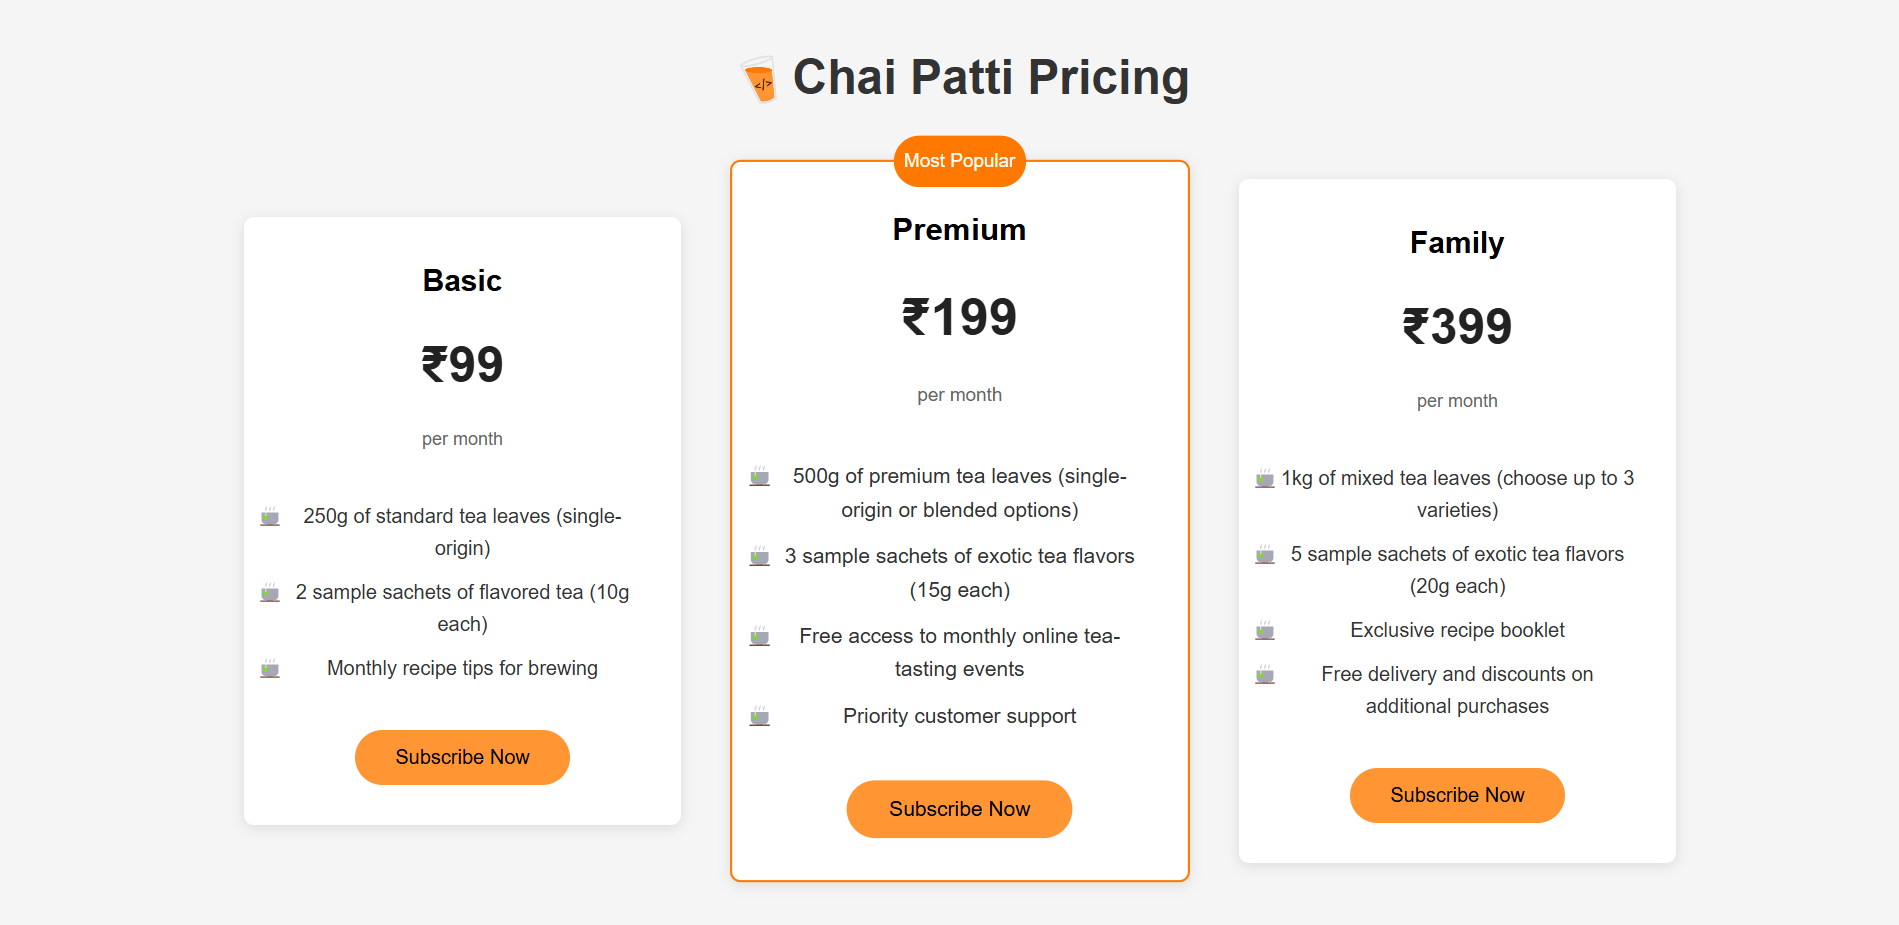 </> Chai Patti Pricing
Basic
₹99
per month
250g of standard tea leaves (single-
origin)
2 sample sachets of flavored tea (10g
each)
Monthly recipe tips for brewing
Subscribe Now
Most Popular
Premium
₹199
per month
500g of premium tea leaves (single-
origin or blended options)
3 sample sachets of exotic tea flavors
(15g each)
Free access to monthly online tea-
tasting events
Priority customer support
Subscribe Now
Family
₹399
per month
1kg of mixed tea leaves (choose up to 3
varieties)
5 sample sachets of exotic tea flavors
(20g each)
Exclusive recipe booklet
Free delivery and discounts on
additional purchases
Subscribe Now